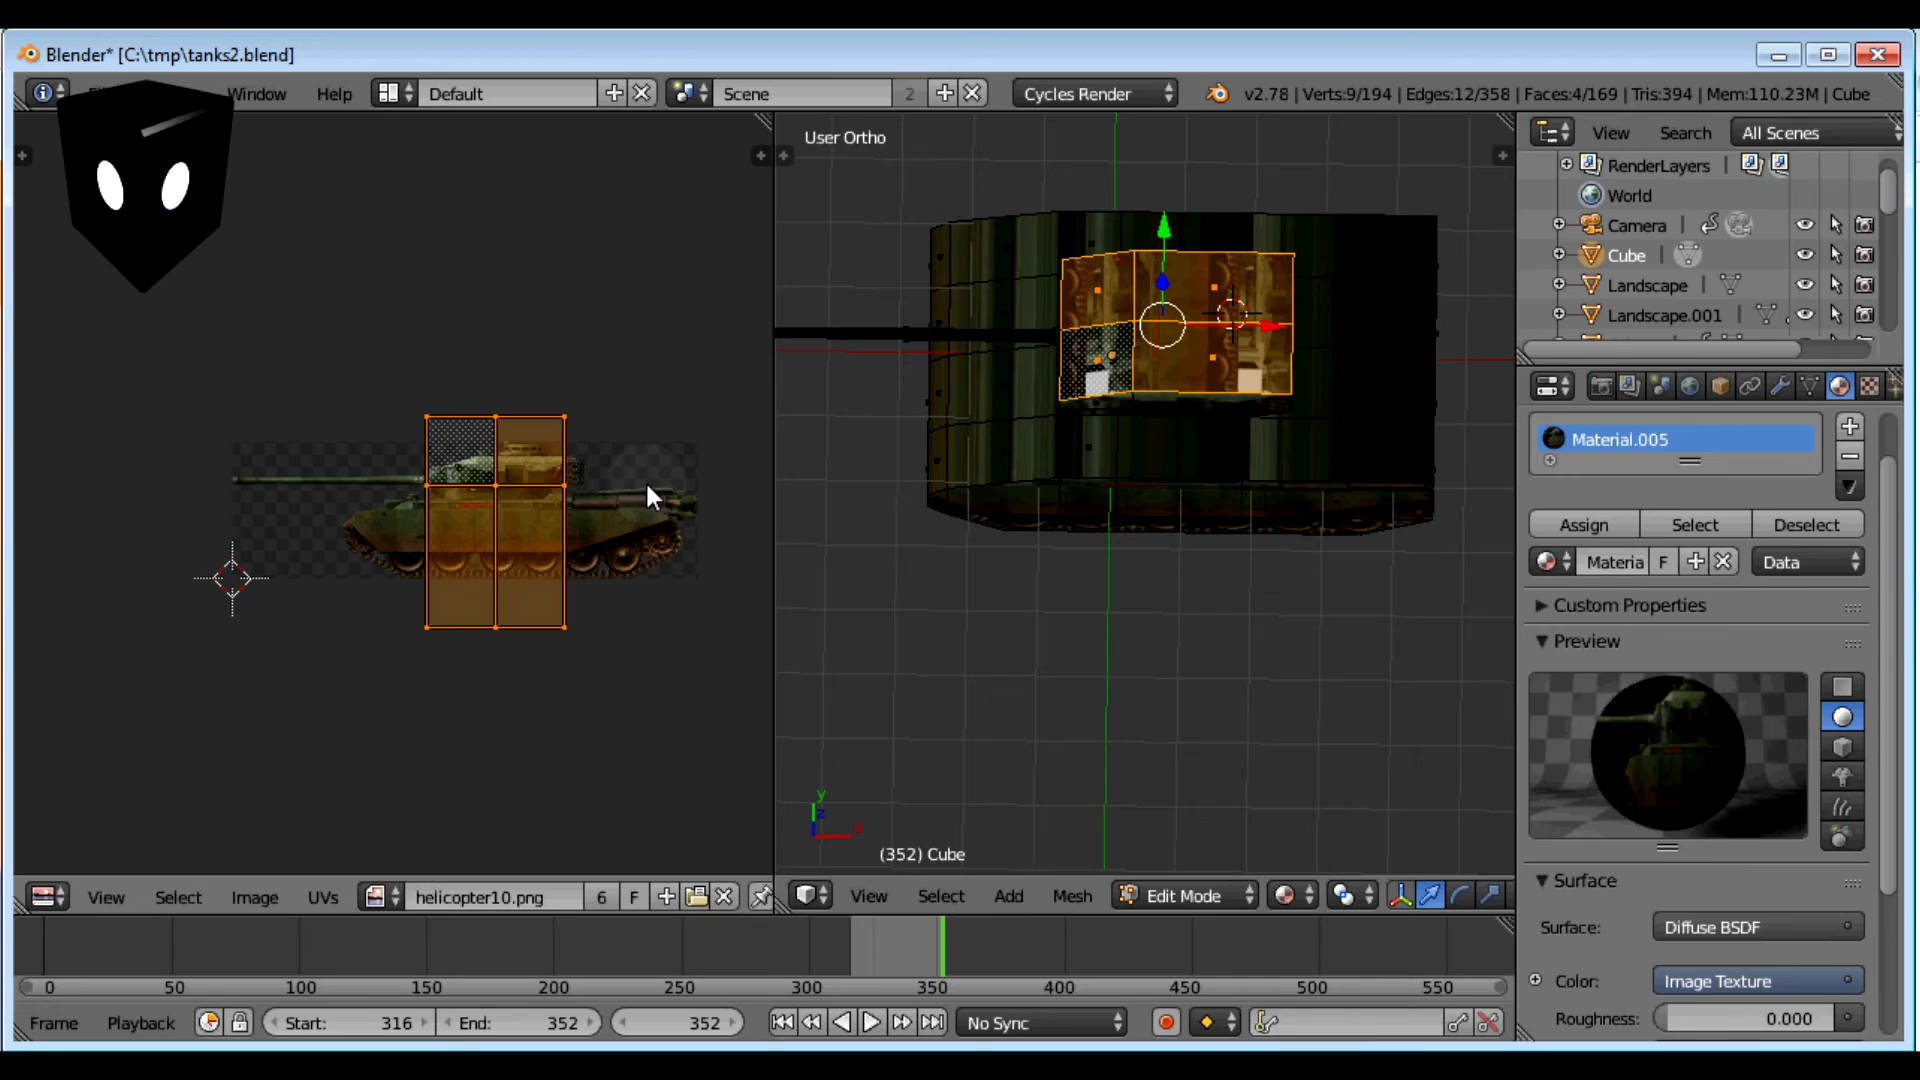 Blender* [C:\tmp\tanks2.blend]
Window Help Default Scene 2 Cycles Render v2.78 | Verts:9/194 | Edges:12/358 | Faces:4/169 | Tris:394 | Mem:110.23M | Cube
User Ortho
View Search All Scenes
RenderLayers
World
Camera
Cube
Landscape
Landscape.001
Material.005
Assign Select Deselect
Materia F Data
Custom Properties
Preview
Surface
Surface: Diffuse BSDF
Color: Image Texture
Roughness: 0.000
y
z
x
(352) Cube
View Select Image UVs helicopter10.png 6 F
View Select Add Mesh Edit Mode
0 50 100 150 200 250 300 350 400 450 500 550
Frame Playback Start: 316 End: 352 352 No Sync